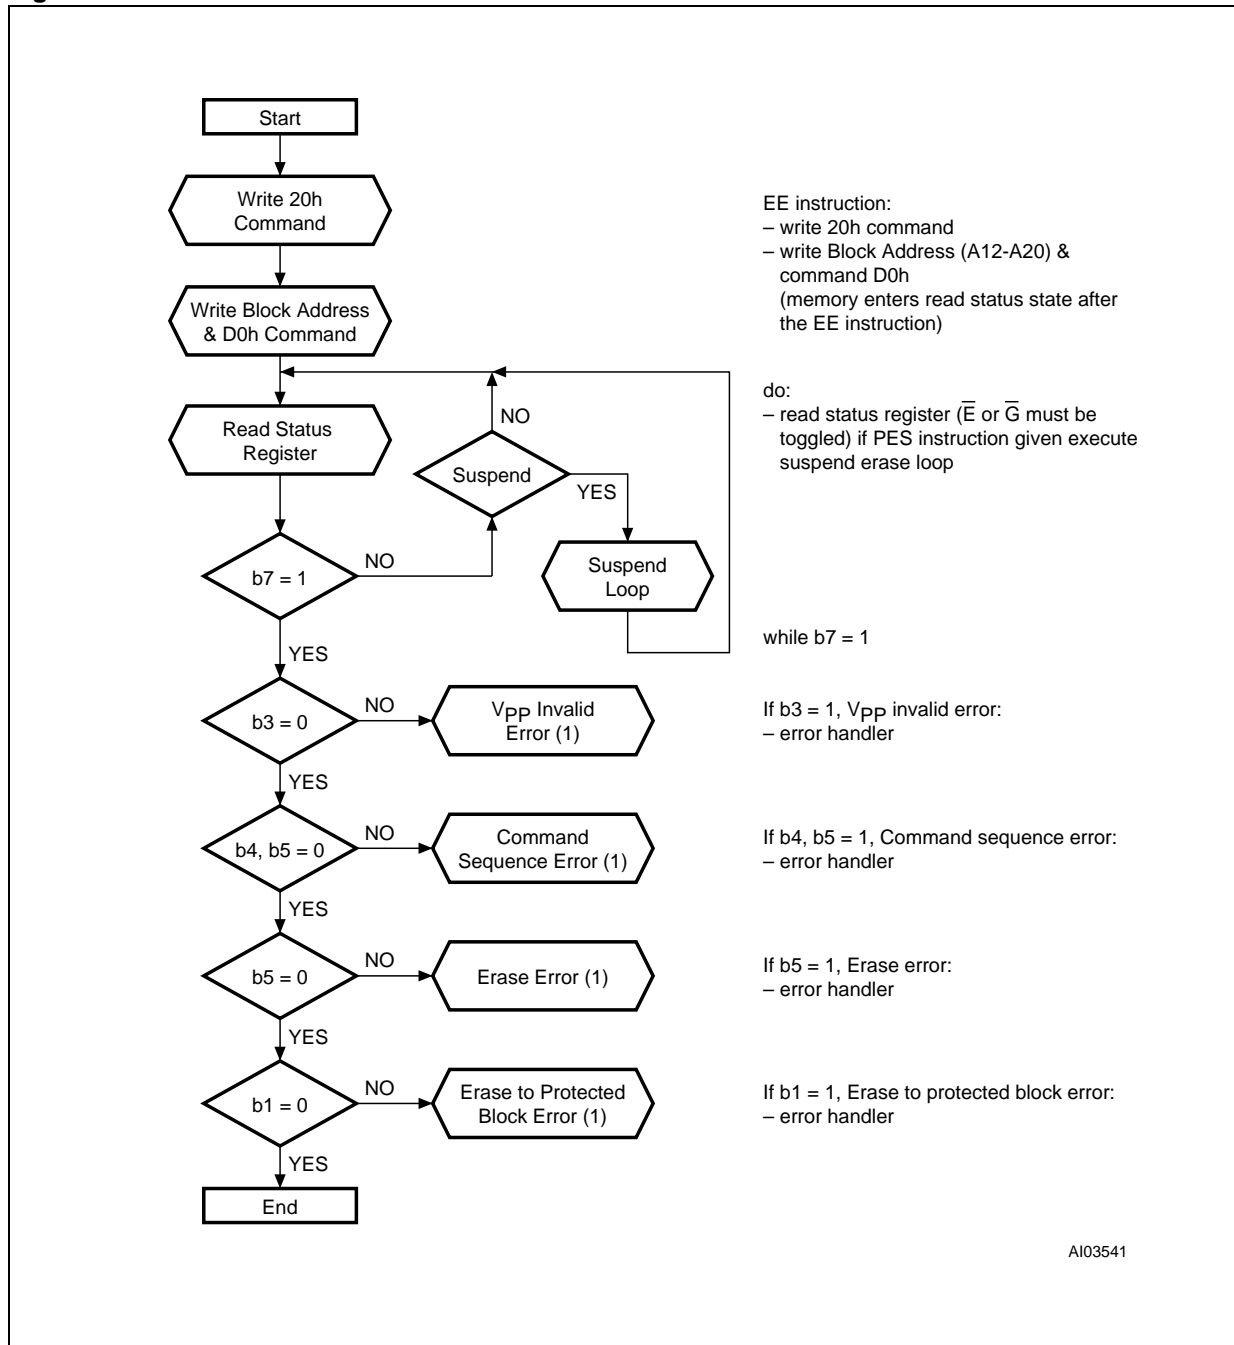 Start
Write 20h
Command
Write Block Address
& D0h Command
Read Status
Register
NO
Suspend
YES
Suspend
Loop
b7 = 1
NO
YES
b3 = 0
NO
VPP Invalid
Error (1)
YES
b4, b5 = 0
NO
Command
Sequence Error (1)
YES
b5 = 0
NO
Erase Error (1)
YES
b1 = 0
NO
Erase to Protected
Block Error (1)
YES
End
EE instruction:
– write 20h command
– write Block Address (A12-A20) &
command D0h
(memory enters read status state after
the EE instruction)
do:
– read status register (E̅ or G̅ must be
toggled) if PES instruction given execute
suspend erase loop
while b7 = 1
If b3 = 1, VPP invalid error:
– error handler
If b4, b5 = 1, Command sequence error:
– error handler
If b5 = 1, Erase error:
– error handler
If b1 = 1, Erase to protected block error:
– error handler
AI03541